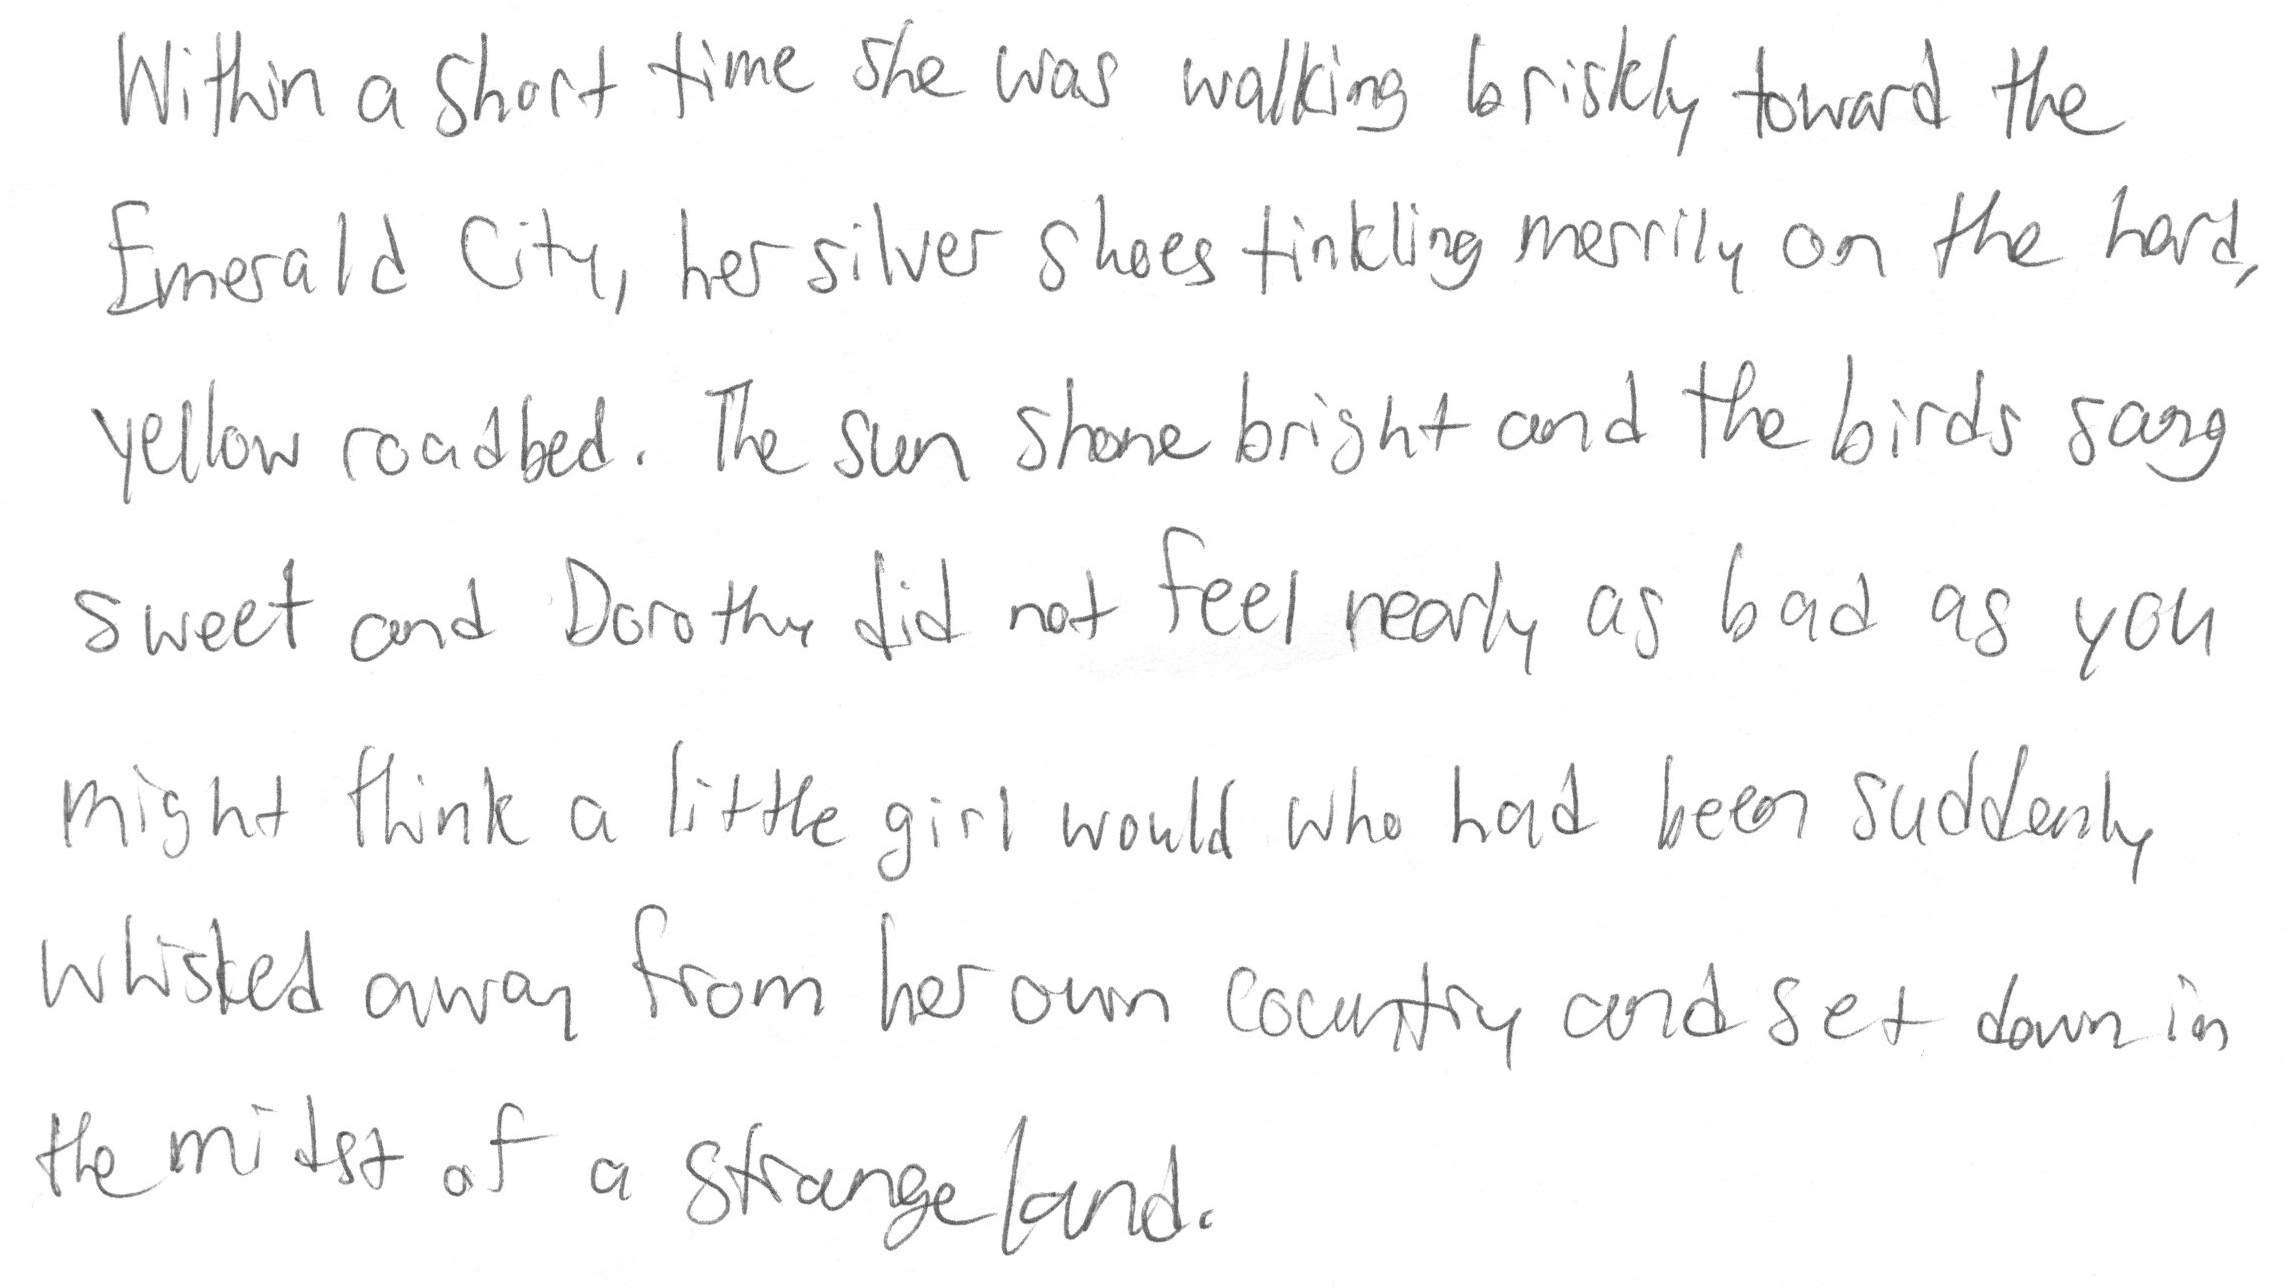 Within a short time she was walking briskly toward the
Emerald City, her silver shoes tinkling merrily on the hard,
yellow roadbed. The sun shone bright and the birds sang
sweet and Dorothy did not feel nearly as bad as you
might think a little girl would who had been suddenly
whisked away from her own country and set down in
the midst of a strange land.